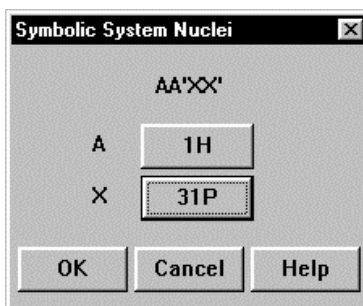 Symbolic System Nuclei
AA'XX'
A 1H
X 31P
OK Cancel Help